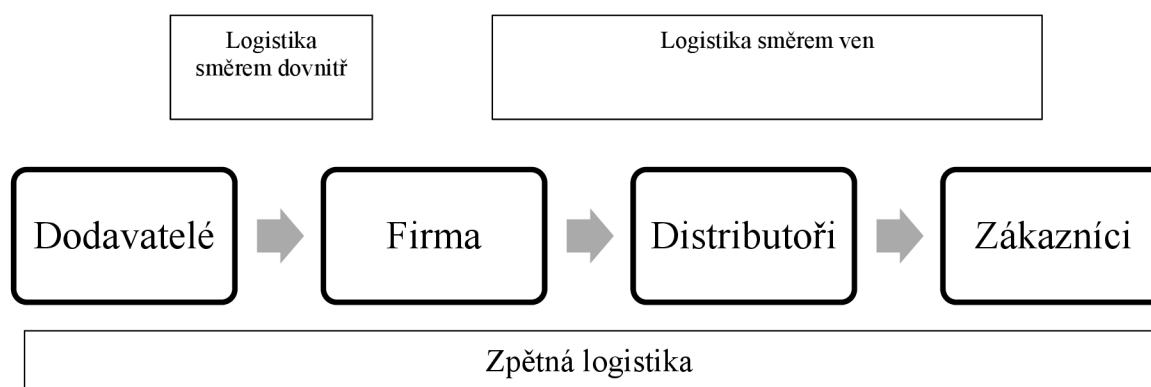 Logistika
směrem dovnitř
Logistika směrem ven
Dodavatelé
Firma
Distributoři
Zákazníci
Zpětná logistika